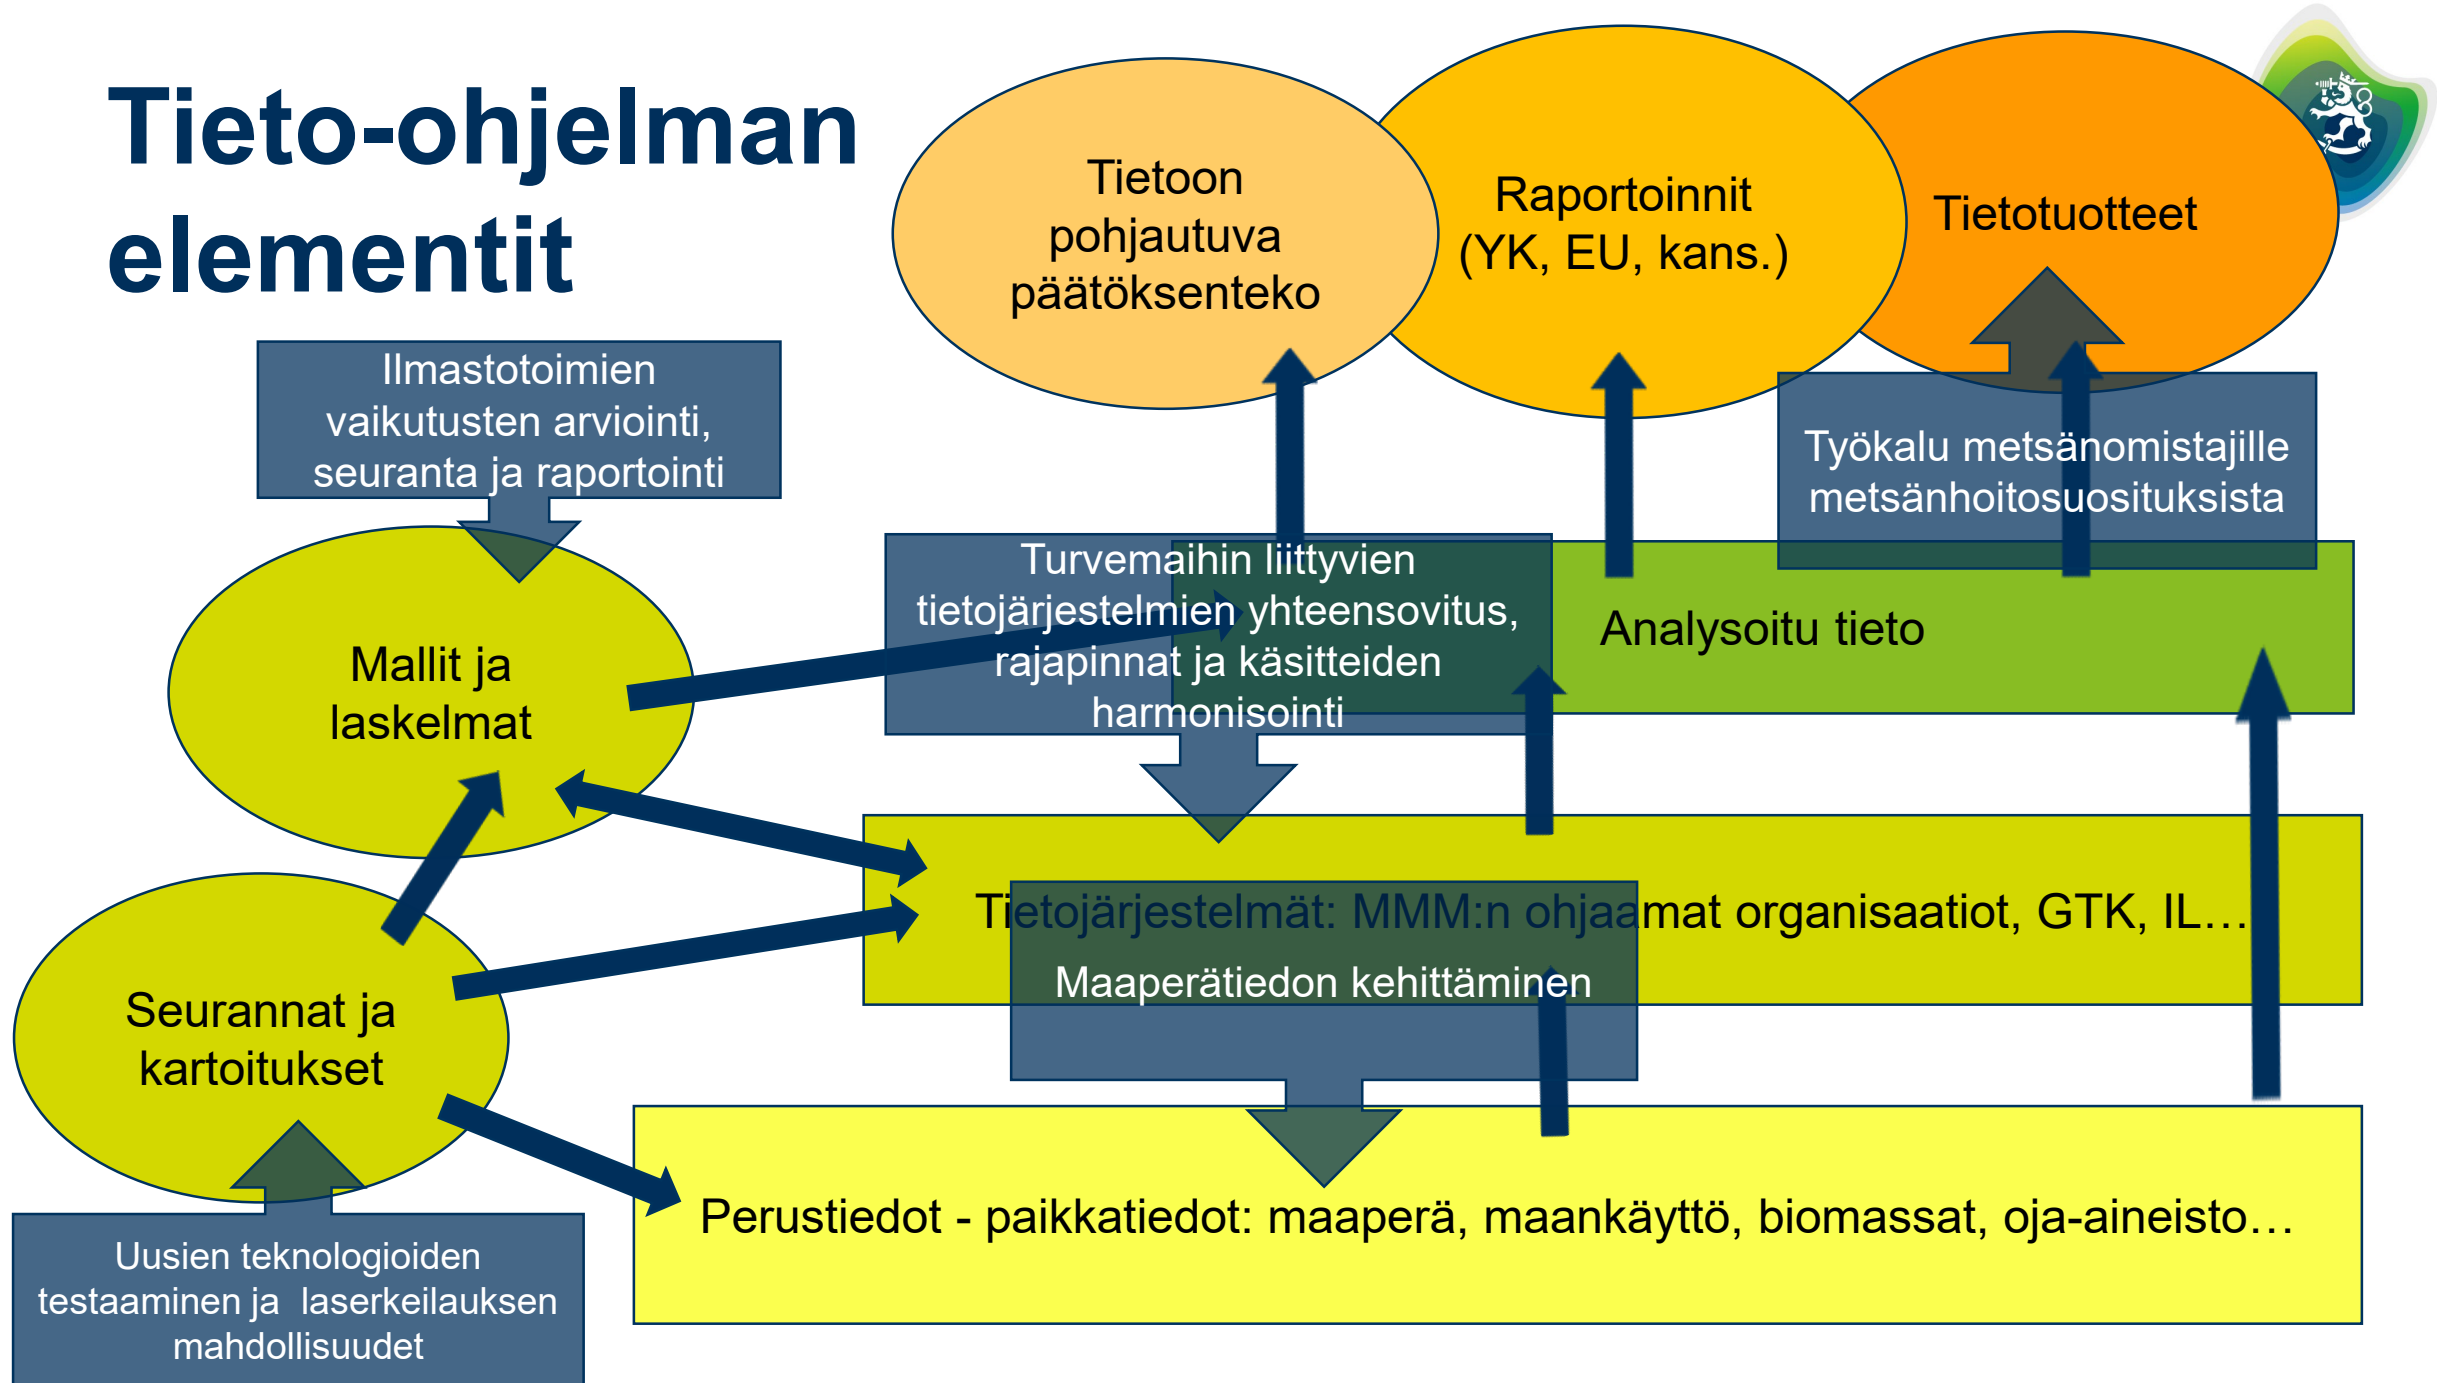 Tieto-ohjelman
elementit
Tietoon
pohjautuva
päätöksenteko
Raportoinnit
(YK, EU, kans.)
Tietotuotteet
Ilmastotoimien
vaikutusten arviointi,
seuranta ja raportointi
Työkalu metsänomistajille
metsänhoitosuosituksista
Turvemaihin liittyvien
tietojärjestelmien yhteensovitus,
rajapinnat ja käsitteiden
harmonisointi
Analysoitu tieto
Mallit ja
laskelmat
Tietojärjestelmät: MMM:n ohjaamat organisaatiot, GTK, IL…
Maaperätiedon kehittäminen
Seurannat ja
kartoitukset
Perustiedot - paikkatiedot: maaperä, maankäyttö, biomassat, oja-aineisto…
Uusien teknologioiden
testaaminen ja  laserkeilauksen
mahdollisuudet